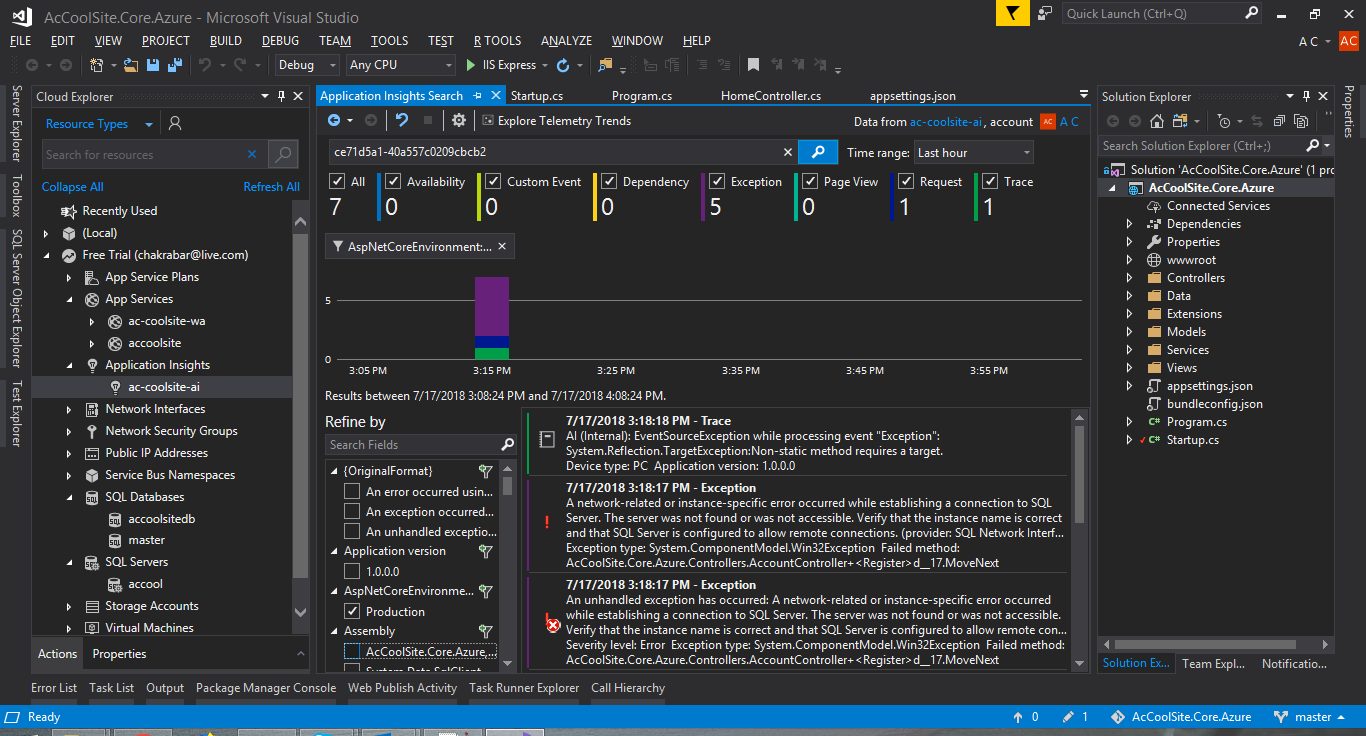 AcCoolSite.Core.Azure - Microsoft Visual Studio
Quick Launch (Ctrl+Q)
FILE EDIT VIEW PROJECT BUILD DEBUG TEAM TOOLS TEST R TOOLS ANALYZE WINDOW HELP
A C AC
Debug Any CPU IIS Express
Server Explorer
Toolbox
SQL Server Object Explorer
Test Explorer
Cloud Explorer
Resource Types
Search for resources
Collapse All Refresh All
Recently Used
(Local)
Free Trial (chakrabar@live.com)
App Service Plans
App Services
ac-coolsite-wa
accoolsite
Application Insights
ac-coolsite-ai
Network Interfaces
Network Security Groups
Public IP Addresses
Service Bus Namespaces
SQL Databases
accoolsitedb
master
SQL Servers
accool
Storage Accounts
Virtual Machines
Actions Properties
Application Insights Search Startup.cs Program.cs HomeController.cs appsettings.json
Explore Telemetry Trends
Data from ac-coolsite-ai, account AC A C
ce71d5a1-40a557c0209cbcb2
Time range: Last hour
All Availability Custom Event Dependency Exception Page View Request Trace
7 0 0 0 5 0 1 1
AspNetCoreEnvironment:...
5
0
3:05 PM 3:15 PM 3:25 PM 3:35 PM 3:45 PM 3:55 PM
Results between 7/17/2018 3:08:24 PM and 7/17/2018 4:08:24 PM.
Refine by
Search Fields
{OriginalFormat}
An error occurred usin...
An exception occurred...
An unhandled exceptio...
Application version
1.0.0.0
AspNetCoreEnvironme...
Production
Assembly
AcCoolSite.Core.Azure,...
7/17/2018 3:18:18 PM - Trace
AI (Internal): EventSourceException while processing event "Exception":
System.Reflection.TargetException:Non-static method requires a target.
Device type: PC Application version: 1.0.0.0
7/17/2018 3:18:17 PM - Exception
A network-related or instance-specific error occurred while establishing a connection to SQL
Server. The server was not found or was not accessible. Verify that the instance name is correct
and that SQL Server is configured to allow remote connections. (provider: SQL Network Interf...
Exception type: System.ComponentModel.Win32Exception Failed method:
AcCoolSite.Core.Azure.Controllers.AccountController+<Register>d__17.MoveNext
7/17/2018 3:18:17 PM - Exception
An unhandled exception has occurred: A network-related or instance-specific error occurred
while establishing a connection to SQL Server. The server was not found or was not accessible.
Verify that the instance name is correct and that SQL Server is configured to allow remote con...
Severity level: Error Exception type: System.ComponentModel.Win32Exception Failed method:
AcCoolSite.Core.Azure.Controllers.AccountController+<Register>d__17.MoveNext
Solution Explorer
Search Solution Explorer (Ctrl+;)
Solution 'AcCoolSite.Core.Azure' (1 prc
AcCoolSite.Core.Azure
Connected Services
Dependencies
Properties
wwwroot
Controllers
Data
Extensions
Models
Services
Views
appsettings.json
bundleconfig.json
C# Program.cs
C# Startup.cs
Solution Ex... Team Expl... Notificatio...
Properties
Error List Task List Output Package Manager Console Web Publish Activity Task Runner Explorer Call Hierarchy
Ready 0 1 AcCoolSite.Core.Azure master